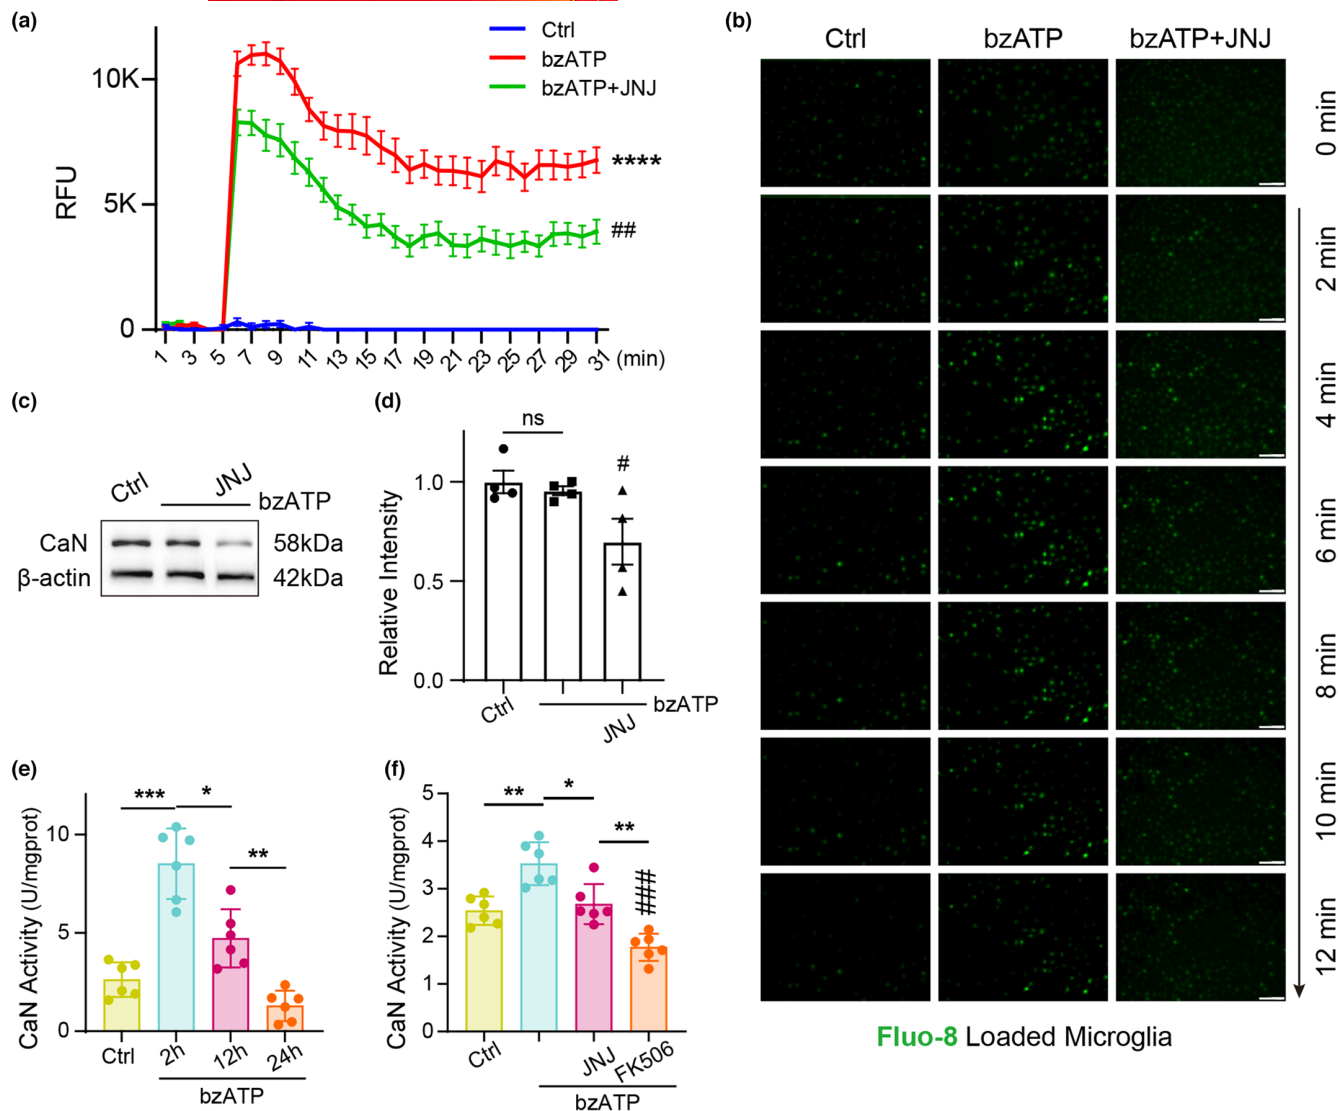 (a)
Ctrl
bzATP
bzATP+JNJ
10K
5K
0
RFU
1 3 5 7 9 11 13 15 17 19 21 23 25 27 29 31 (min)
****
##
(b)
Ctrl bzATP bzATP+JNJ
0 min
2 min
4 min
6 min
8 min
10 min
12 min
Fluo-8 Loaded Microglia
(c)
Ctrl JNJ
bzATP
CaN 58kDa
β-actin 42kDa
(d)
ns
#
1.0
0.5
0.0
Relative Intensity
Ctrl JNJ
bzATP
(e)
*** * **
10
5
0
CaN Activity (U/mgprot)
Ctrl 2h 12h 24h
bzATP
(f)
** * **
###
5
4
3
2
1
0
CaN Activity (U/mgprot)
Ctrl JNJ FK506
bzATP